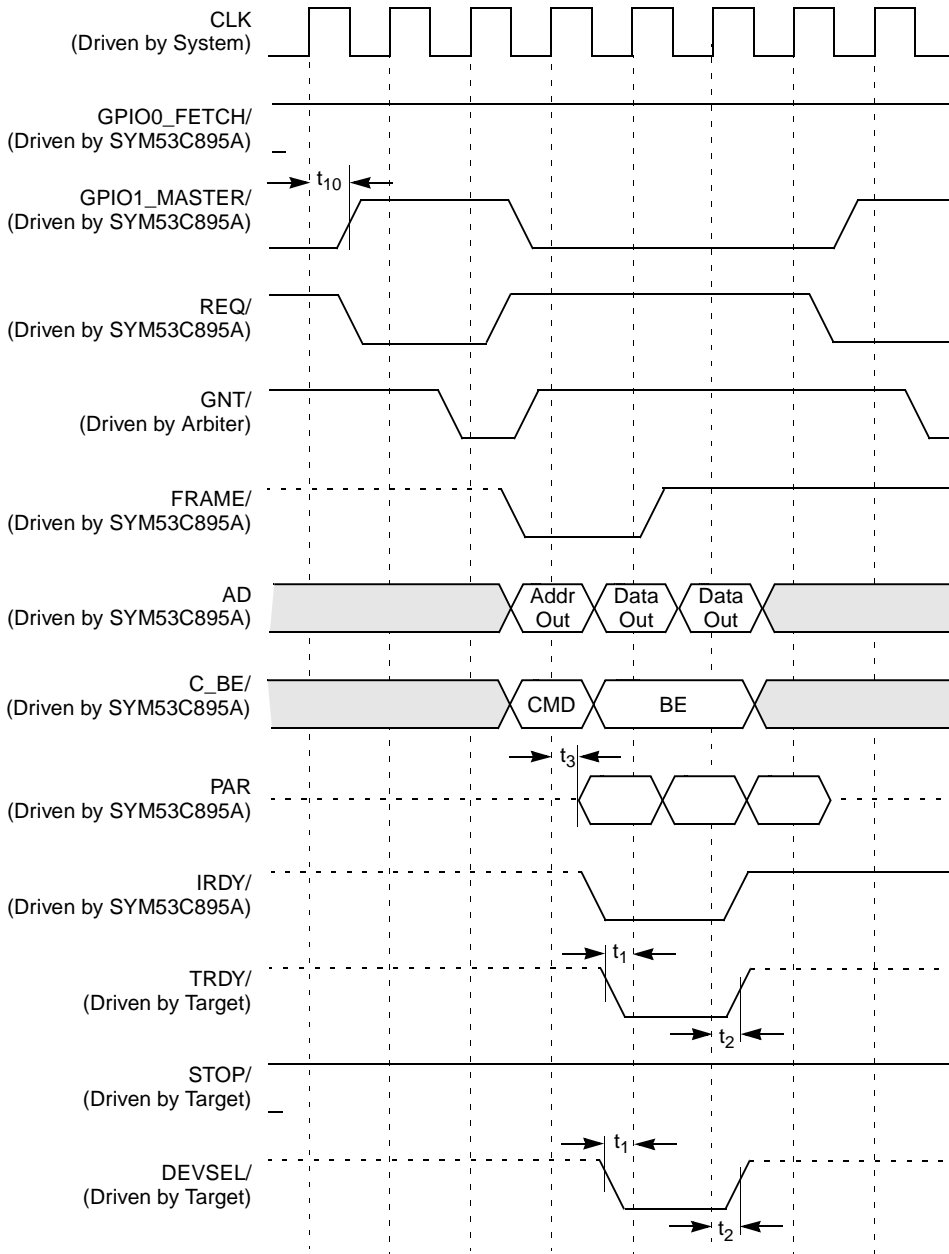 CLK
(Driven by System)
GPIO0_FETCH/
(Driven by SYM53C895A)
t10
GPIO1_MASTER/
(Driven by SYM53C895A)
REQ/
(Driven by SYM53C895A)
GNT/
(Driven by Arbiter)
FRAME/
(Driven by SYM53C895A)
AD
(Driven by SYM53C895A)
Addr
Out
Data
Out
Data
Out
C_BE/
(Driven by SYM53C895A)
CMD
BE
t3
PAR
(Driven by SYM53C895A)
IRDY/
(Driven by SYM53C895A)
t1
TRDY/
(Driven by Target)
t2
STOP/
(Driven by Target)
t1
DEVSEL/
(Driven by Target)
t2